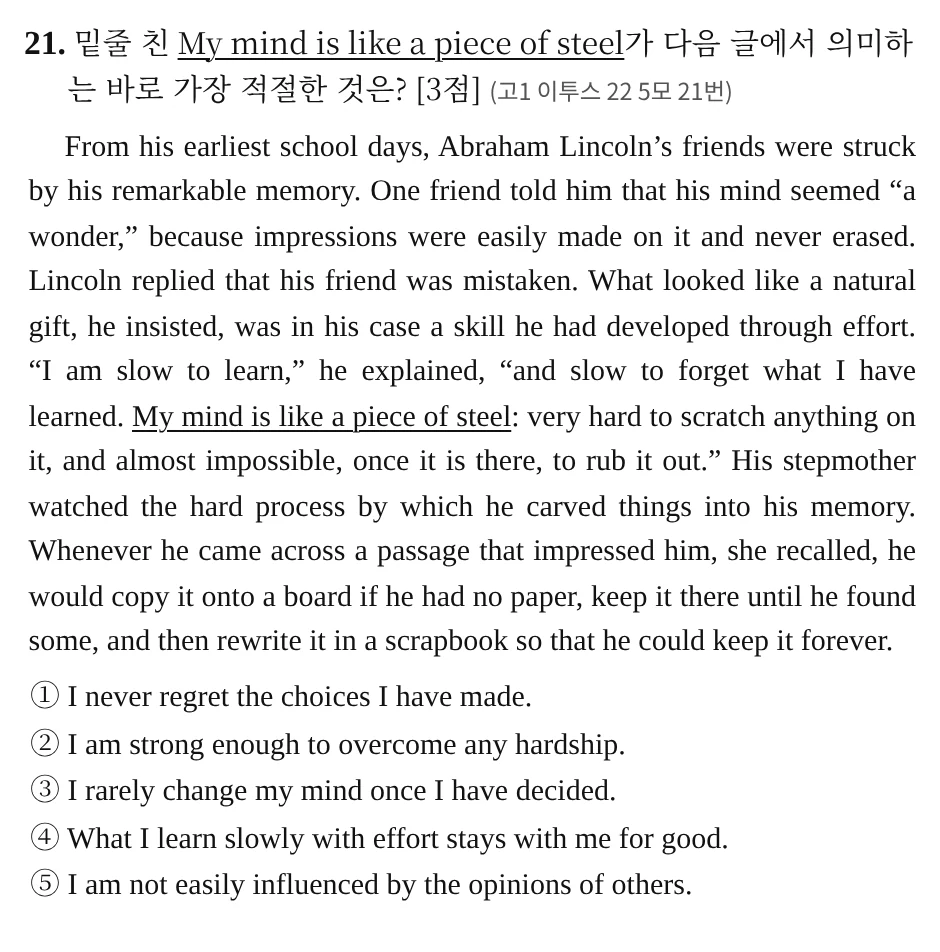 21. 밑줄 친 My mind is like a piece of steel가 다음 글에서 의미하
는 바로 가장 적절한 것은? [3점] (고1 이투스 22 5모 21번)
From his earliest school days, Abraham Lincoln’s friends were struck
by his remarkable memory. One friend told him that his mind seemed “a
wonder,” because impressions were easily made on it and never erased.
Lincoln replied that his friend was mistaken. What looked like a natural
gift, he insisted, was in his case a skill he had developed through effort.
“I am slow to learn,” he explained, “and slow to forget what I have
learned. My mind is like a piece of steel: very hard to scratch anything on
it, and almost impossible, once it is there, to rub it out.” His stepmother
watched the hard process by which he carved things into his memory.
Whenever he came across a passage that impressed him, she recalled, he
would copy it onto a board if he had no paper, keep it there until he found
some, and then rewrite it in a scrapbook so that he could keep it forever.
① I never regret the choices I have made.
② I am strong enough to overcome any hardship.
③ I rarely change my mind once I have decided.
④ What I learn slowly with effort stays with me for good.
⑤ I am not easily influenced by the opinions of others.